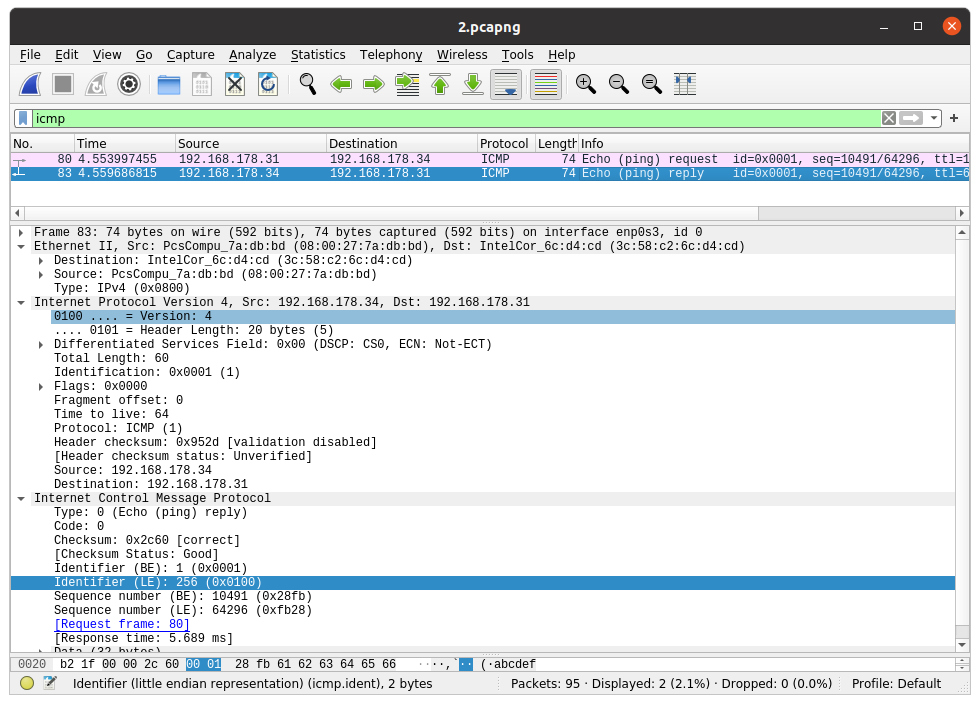 2.pcapng
File Edit View Go Capture Analyze Statistics Telephony Wireless Tools Help
icmp
No. Time Source Destination Protocol Length Info
80 4.553997455 192.168.178.31 192.168.178.34 ICMP 74 Echo (ping) request id=0x0001, seq=10491/64296, ttl=1
83 4.559686815 192.168.178.34 192.168.178.31 ICMP 74 Echo (ping) reply id=0x0001, seq=10491/64296, ttl=6
Frame 83: 74 bytes on wire (592 bits), 74 bytes captured (592 bits) on interface enp0s3, id 0
Ethernet II, Src: PcsCompu_7a:db:bd (08:00:27:7a:db:bd), Dst: IntelCor_6c:d4:cd (3c:58:c2:6c:d4:cd)
Destination: IntelCor_6c:d4:cd (3c:58:c2:6c:d4:cd)
Source: PcsCompu_7a:db:bd (08:00:27:7a:db:bd)
Type: IPv4 (0x0800)
Internet Protocol Version 4, Src: 192.168.178.34, Dst: 192.168.178.31
0100 .... = Version: 4
.... 0101 = Header Length: 20 bytes (5)
Differentiated Services Field: 0x00 (DSCP: CS0, ECN: Not-ECT)
Total Length: 60
Identification: 0x0001 (1)
Flags: 0x0000
Fragment offset: 0
Time to live: 64
Protocol: ICMP (1)
Header checksum: 0x952d [validation disabled]
[Header checksum status: Unverified]
Source: 192.168.178.34
Destination: 192.168.178.31
Internet Control Message Protocol
Type: 0 (Echo (ping) reply)
Code: 0
Checksum: 0x2c60 [correct]
[Checksum Status: Good]
Identifier (BE): 1 (0x0001)
Identifier (LE): 256 (0x0100)
Sequence number (BE): 10491 (0x28fb)
Sequence number (LE): 64296 (0xfb28)
[Request frame: 80]
[Response time: 5.689 ms]
Data (32 bytes)
0020 b2 1f 00 00 2c 60 00 01 28 fb 61 62 63 64 65 66 ····,`·· (·abcdef
Identifier (little endian representation) (icmp.ident), 2 bytes Packets: 95 · Displayed: 2 (2.1%) · Dropped: 0 (0.0%) Profile: Default